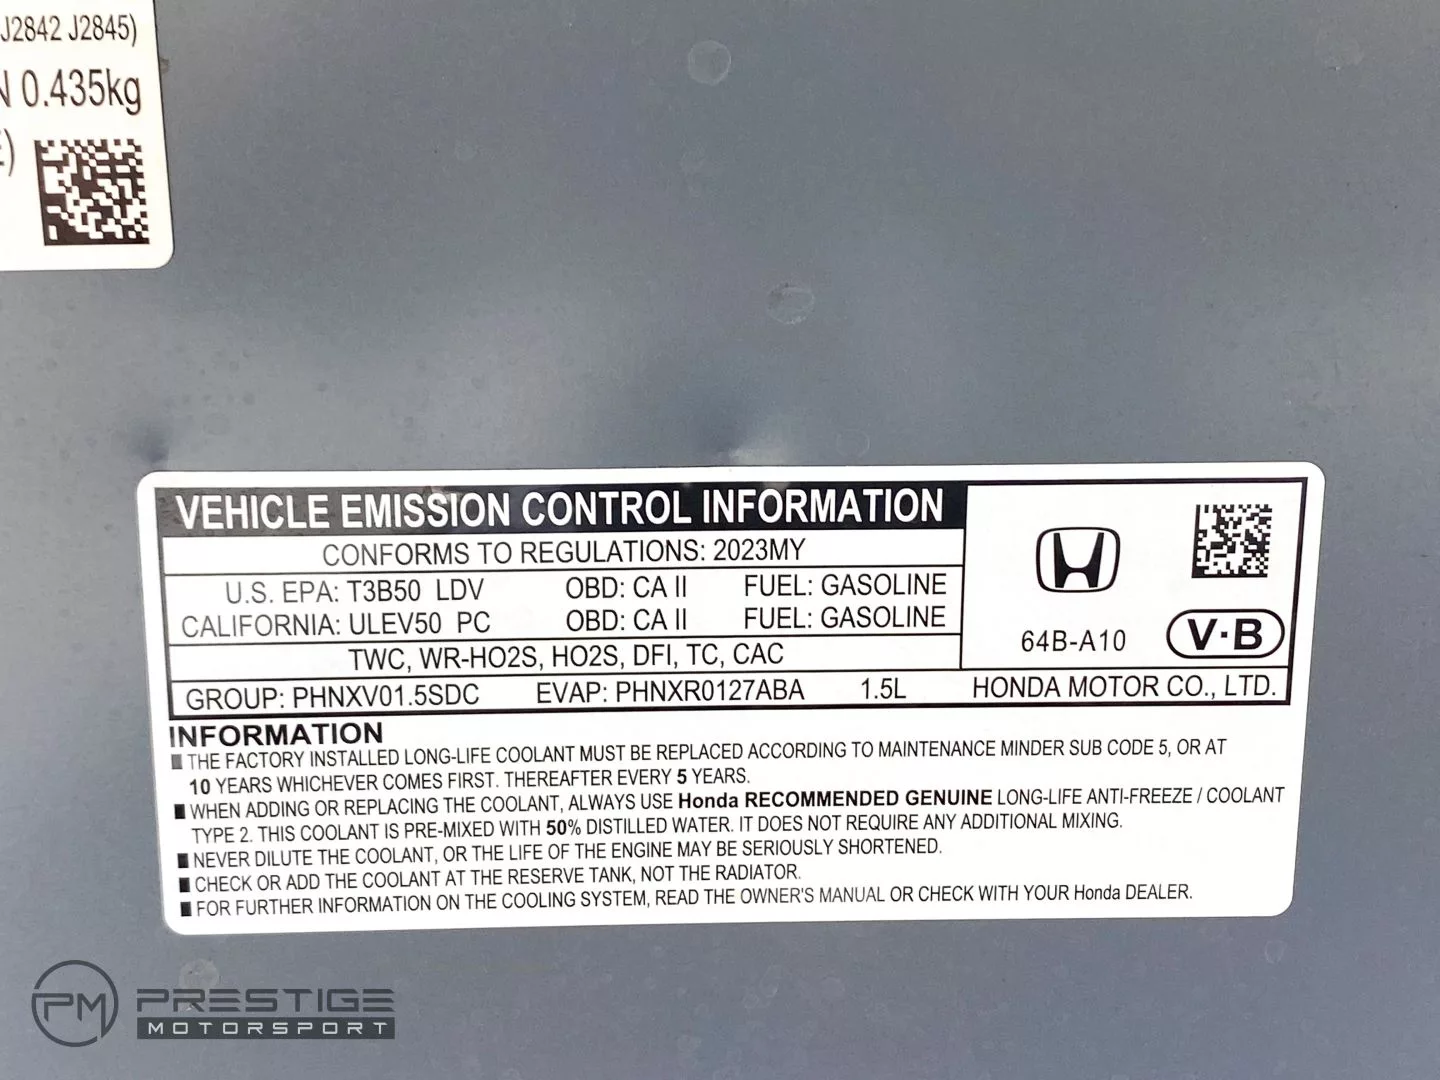 J2842 J2845)
N 0.435kg
VEHICLE EMISSION CONTROL INFORMATION
CONFORMS TO REGULATIONS: 2023MY
U.S. EPA: T3B50 LDV OBD: CA II FUEL: GASOLINE
CALIFORNIA: ULEV50 PC OBD: CA II FUEL: GASOLINE
TWC, WR-HO2S, HO2S, DFI, TC, CAC
64B-A10 V·B
GROUP: PHNXV01.5SDC EVAP: PHNXR0127ABA 1.5L HONDA MOTOR CO., LTD.
INFORMATION
■ THE FACTORY INSTALLED LONG-LIFE COOLANT MUST BE REPLACED ACCORDING TO MAINTENANCE MINDER SUB CODE 5, OR AT
10 YEARS WHICHEVER COMES FIRST. THEREAFTER EVERY 5 YEARS.
■ WHEN ADDING OR REPLACING THE COOLANT, ALWAYS USE Honda RECOMMENDED GENUINE LONG-LIFE ANTI-FREEZE / COOLANT
TYPE 2. THIS COOLANT IS PRE-MIXED WITH 50% DISTILLED WATER. IT DOES NOT REQUIRE ANY ADDITIONAL MIXING.
■ NEVER DILUTE THE COOLANT, OR THE LIFE OF THE ENGINE MAY BE SERIOUSLY SHORTENED.
■ CHECK OR ADD THE COOLANT AT THE RESERVE TANK, NOT THE RADIATOR.
■ FOR FURTHER INFORMATION ON THE COOLING SYSTEM, READ THE OWNER'S MANUAL OR CHECK WITH YOUR Honda DEALER.
PM PRESTIGE
MOTORSPORT